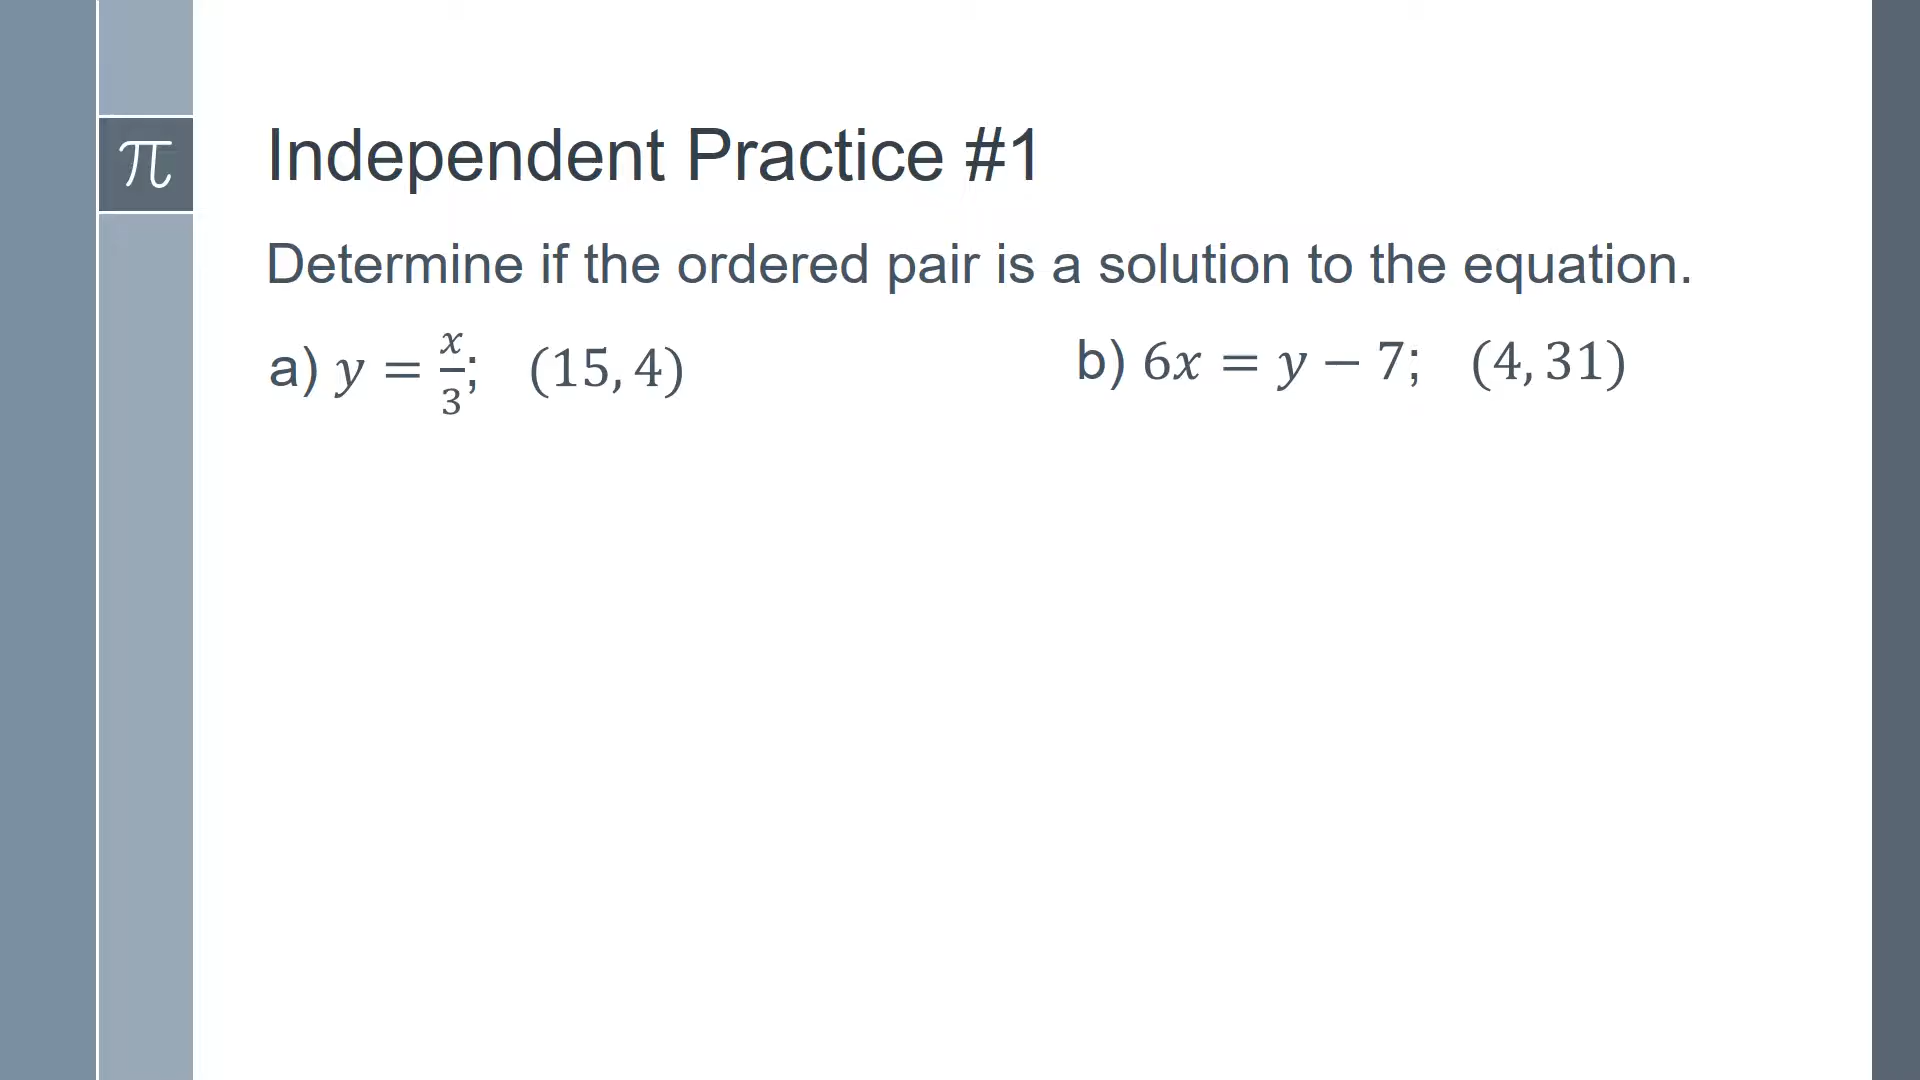 π
Independent Practice #1
Determine if the ordered pair is a solution to the equation.
a) y = x/3; (15, 4)
b) 6x = y − 7; (4, 31)